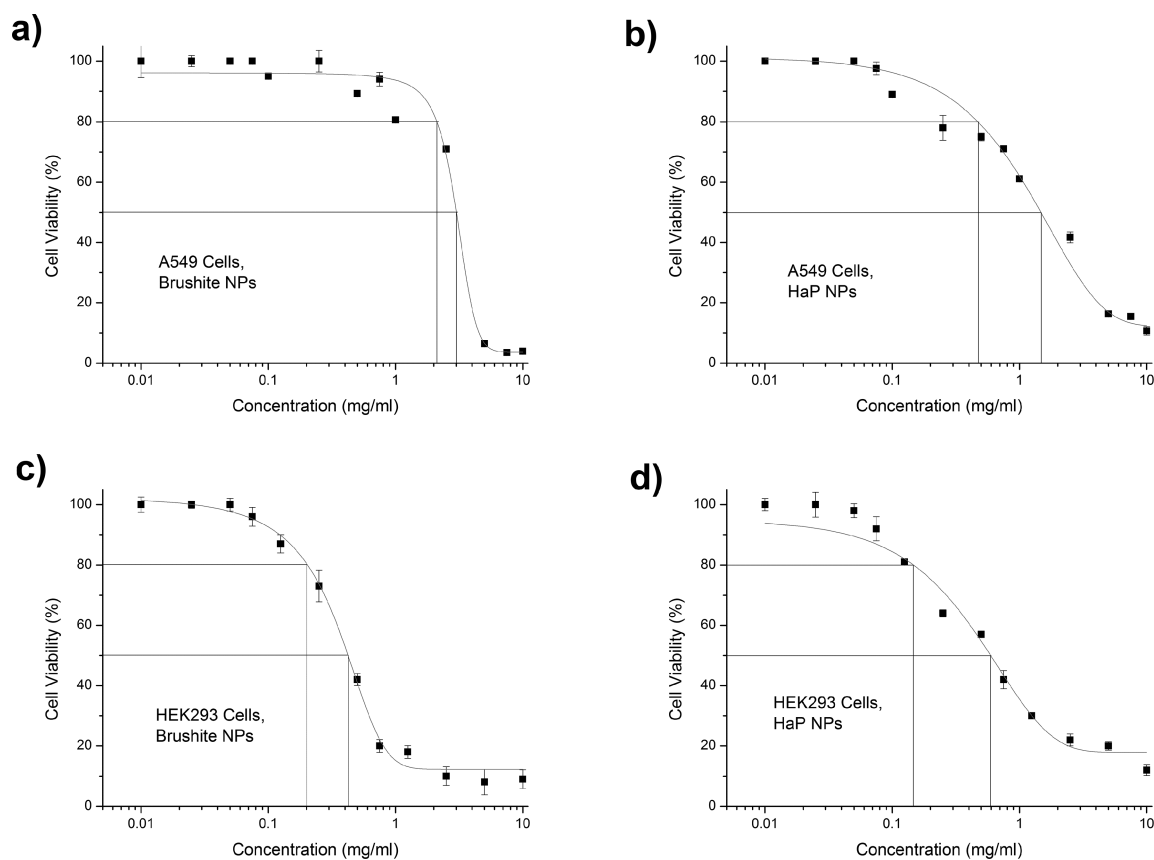 a)
100
80
60
40
20
0
Cell Viability (%)
A549 Cells,
Brushite NPs
0.01 0.1 1 10
Concentration (mg/ml)
b)
100
80
60
40
20
0
Cell Viability (%)
A549 Cells,
HaP NPs
0.01 0.1 1 10
Concentration (mg/ml)
c)
100
80
60
40
20
0
Cell Viability (%)
HEK293 Cells,
Brushite NPs
0.01 0.1 1 10
Concentration (mg/ml)
d)
100
80
60
40
20
0
Cell Viability (%)
HEK293 Cells,
HaP NPs
0.01 0.1 1 10
Concentration (mg/ml)